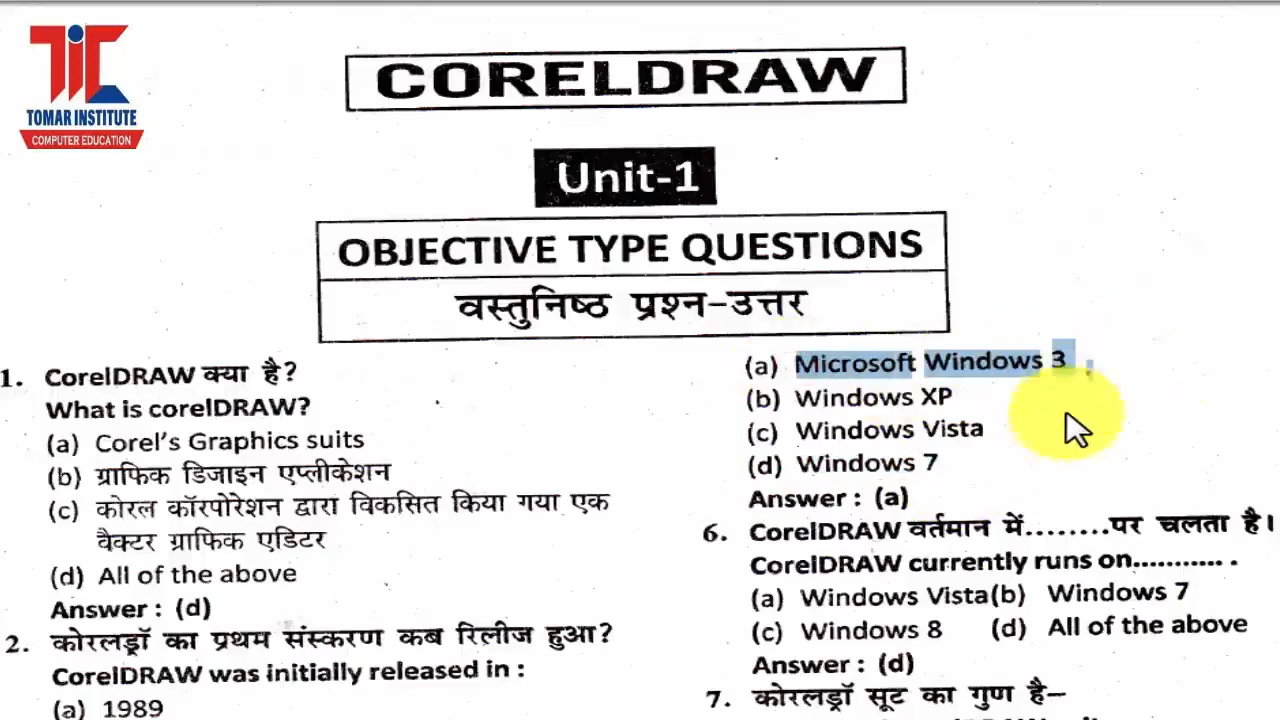 TIC
TOMAR INSTITUTE
COMPUTER EDUCATION
CORELDRAW
Unit-1
OBJECTIVE TYPE QUESTIONS
वस्तुनिष्ठ प्रश्न-उत्तर
1. CorelDRAW क्या है?
What is corelDRAW?
(a) Corel's Graphics suits
(b) ग्राफिक डिजाइन एप्लीकेशन
(c) कोरल कॉरपोरेशन द्वारा विकसित किया गया एक
वैक्टर ग्राफिक एडिटर
(d) All of the above
Answer : (d)
2. कोरलड्रॉ का प्रथम संस्करण कब रिलीज हुआ?
CorelDRAW was initially released in :
(a) 1989
(a) Microsoft Windows 3
(b) Windows XP
(c) Windows Vista
(d) Windows 7
Answer : (a)
6. CorelDRAW वर्तमान में........पर चलता है।
CorelDRAW currently runs on........... .
(a) Windows Vista(b) Windows 7
(c) Windows 8 (d) All of the above
Answer : (d)
7. कोरलड्रॉ सूट का गुण है–